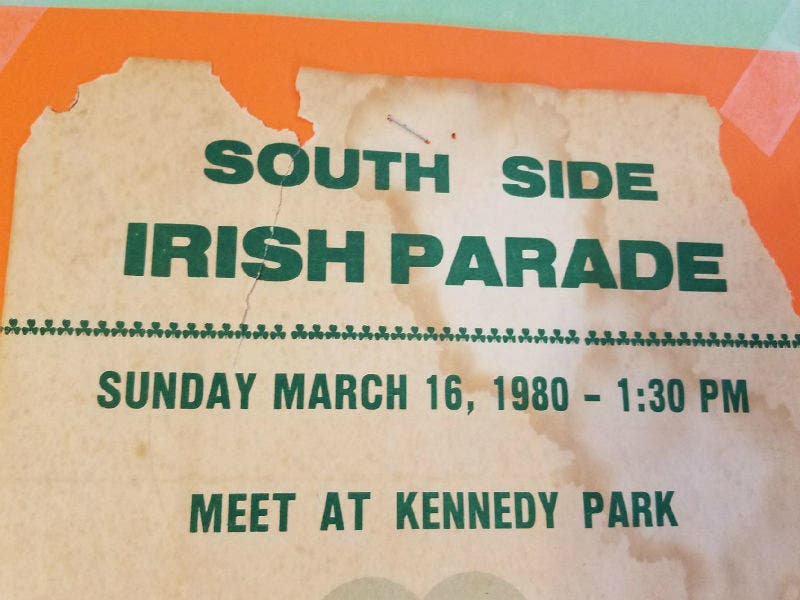 SOUTH SIDE
IRISH PARADE
SUNDAY MARCH 16, 1980 - 1:30 PM
MEET AT KENNEDY PARK